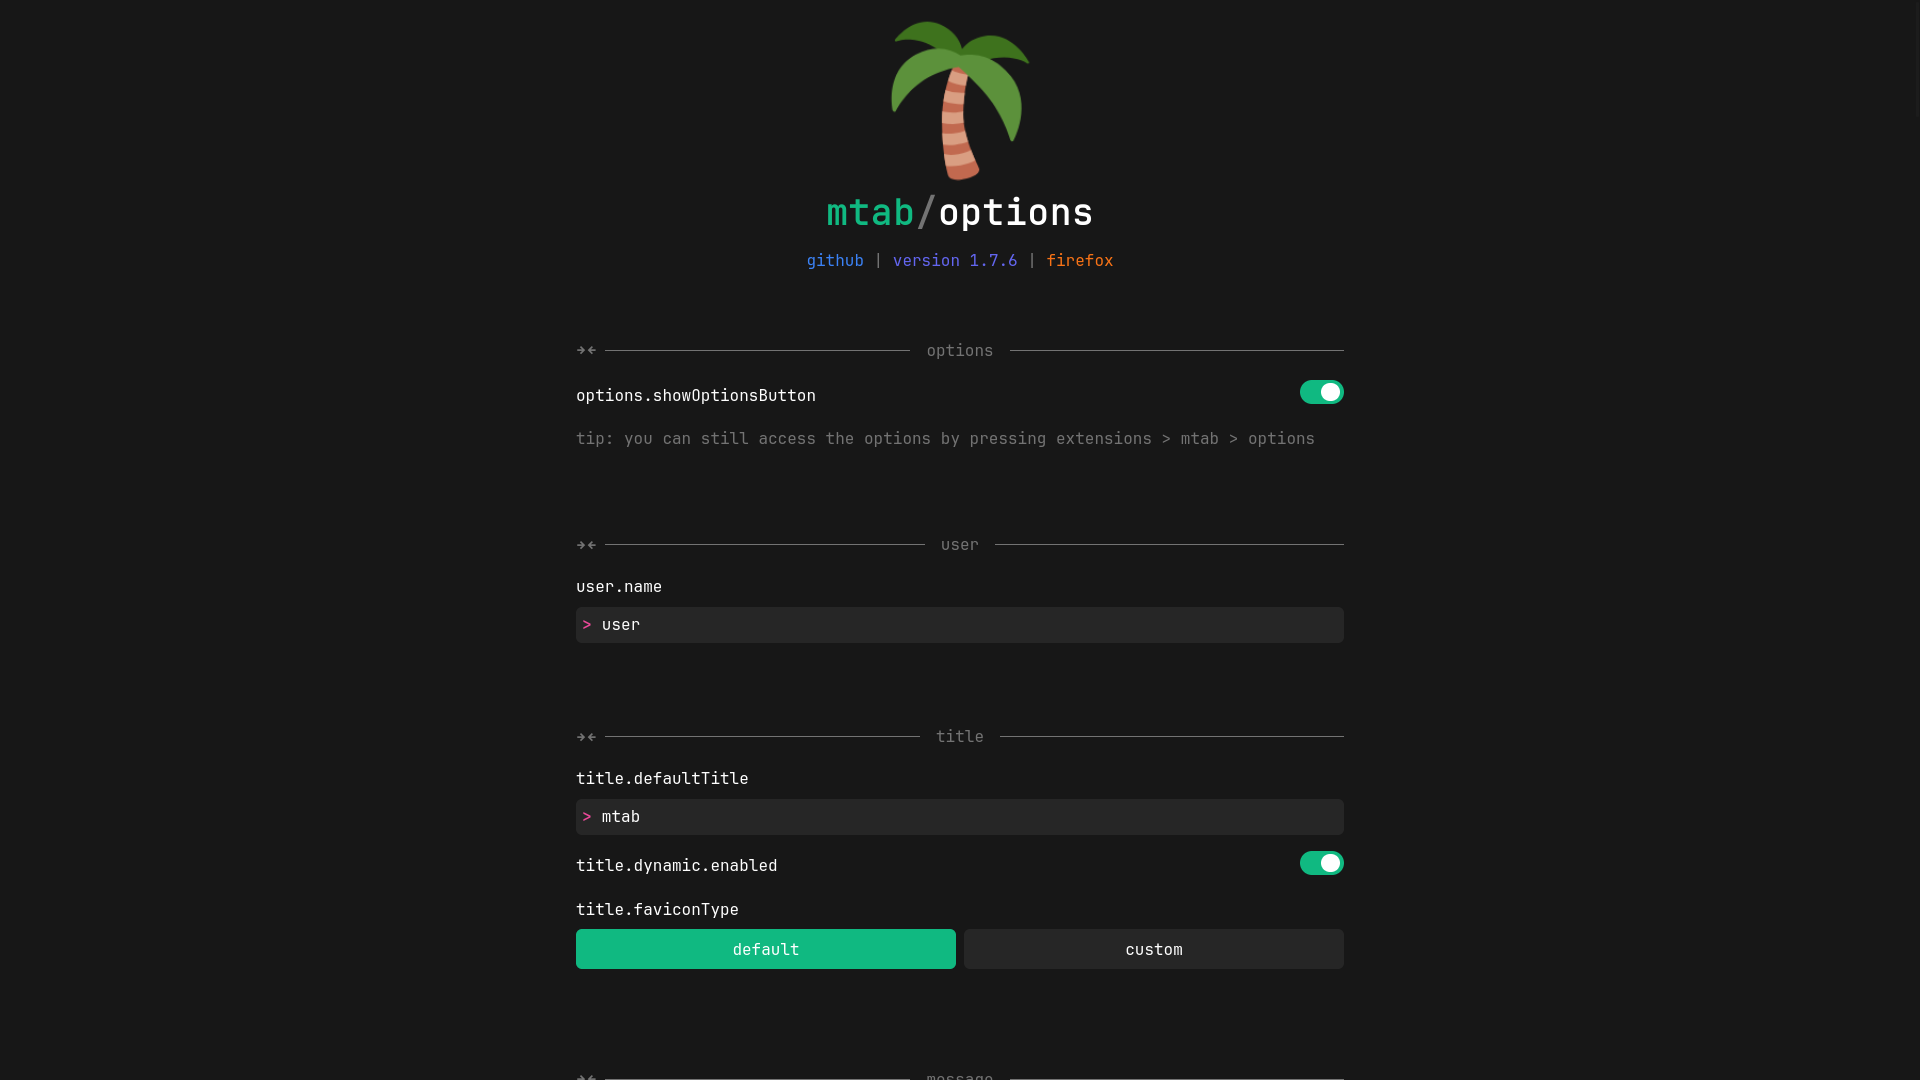 mtab/options
github | version 1.7.6 | firefox
options
options.showOptionsButton
tip: you can still access the options by pressing extensions > mtab > options
user
user.name
> user
title
title.defaultTitle
> mtab
title.dynamic.enabled
title.faviconType
default
custom
message